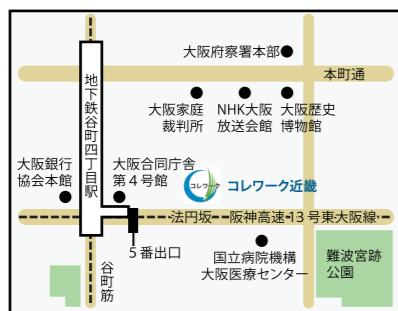 大阪府察署本部
本町通
地下鉄谷町四丁目駅
大阪家庭
裁判所
NHK大阪
放送会館
大阪歴史
博物館
大阪銀行
協会本館
大阪合同庁舎
第4号館
コレワーク
コレワーク近畿
法円坂
阪神高速13号東大阪線
5番出口
谷町筋
国立病院機構
大阪医療センター
難波宮跡
公園